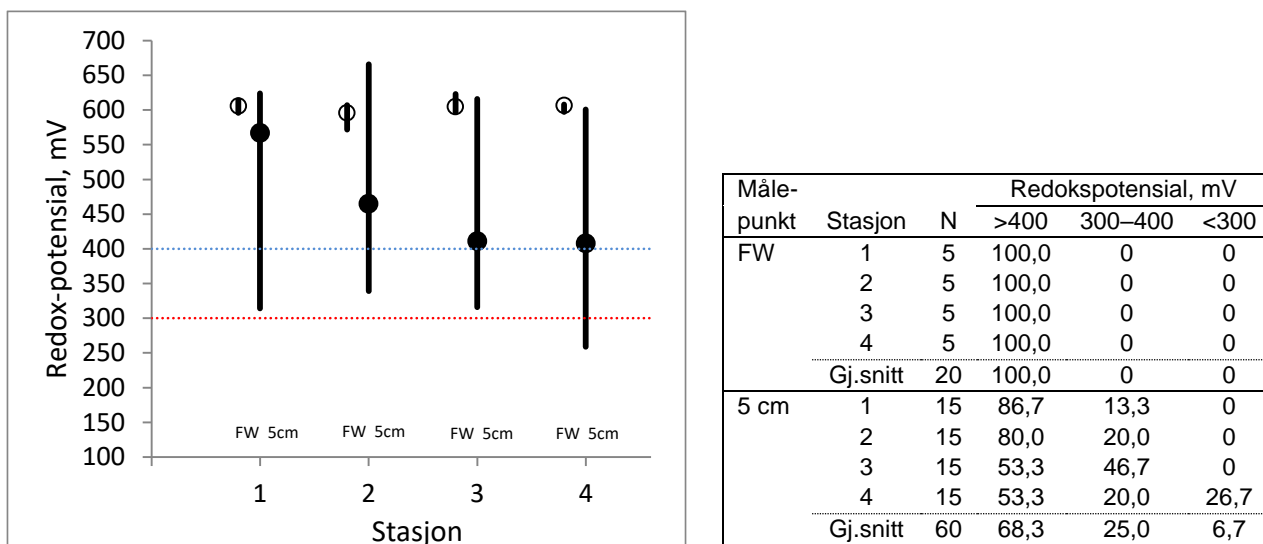 Redox-potensial, mV
700
650
600
550
500
450
400
350
300
250
200
150
100
FW 5cm FW 5cm FW 5cm FW 5cm
1 2 3 4
Stasjon
Måle- Redokspotensial, mV
punkt Stasjon N >400 300–400 <300
FW 1 5 100,0 0 0
2 5 100,0 0 0
3 5 100,0 0 0
4 5 100,0 0 0
Gj.snitt 20 100,0 0 0
5 cm 1 15 86,7 13,3 0
2 15 80,0 20,0 0
3 15 53,3 46,7 0
4 15 53,3 20,0 26,7
Gj.snitt 60 68,3 25,0 6,7